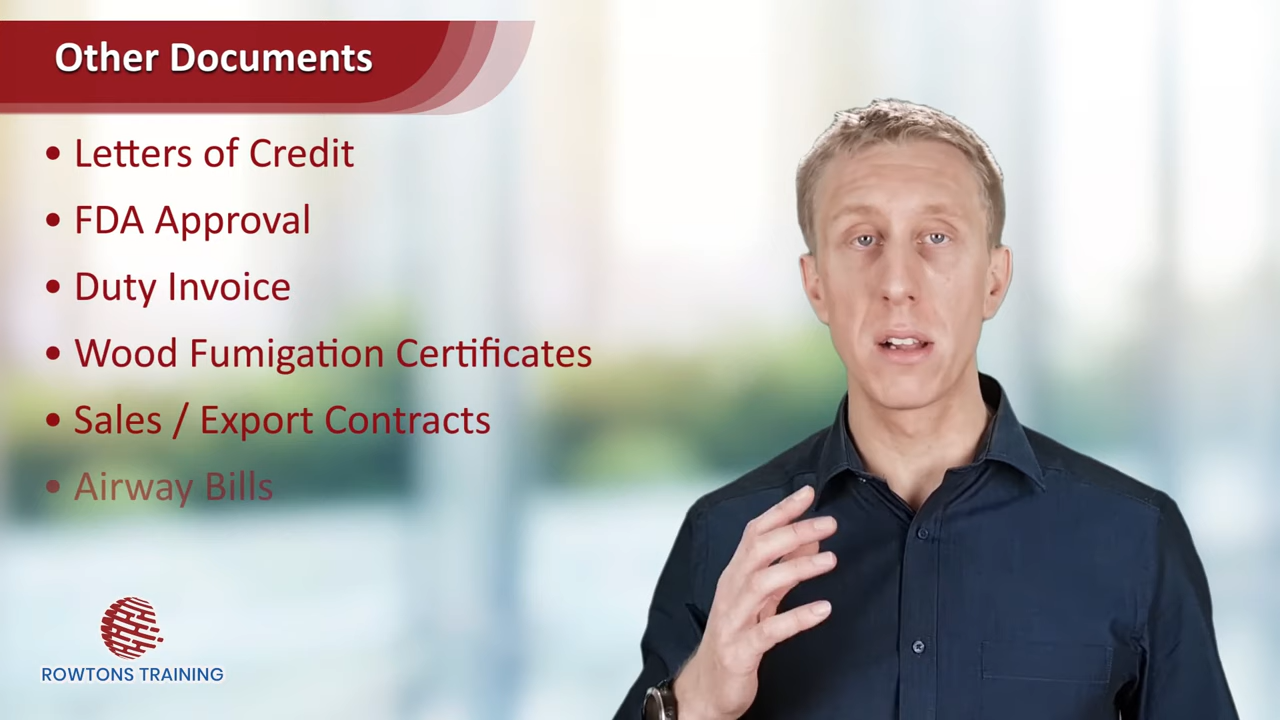 Other Documents
• Letters of Credit
• FDA Approval
• Duty Invoice
• Wood Fumigation Certificates
• Sales / Export Contracts
• Airway Bills
ROWTONS TRAINING